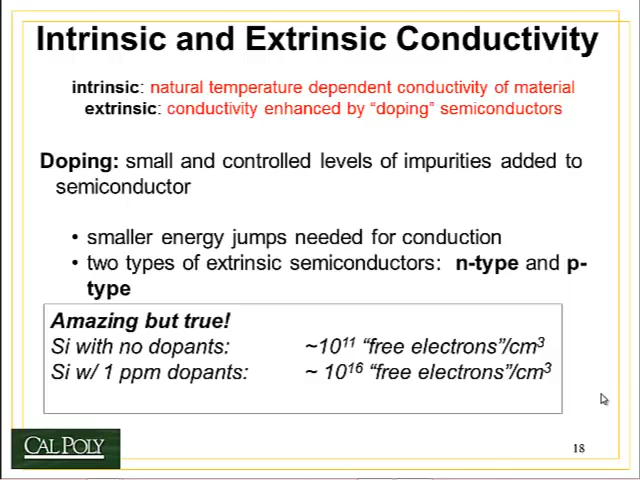 Intrinsic and Extrinsic Conductivity
intrinsic: natural temperature dependent conductivity of material
extrinsic: conductivity enhanced by “doping” semiconductors
Doping: small and controlled levels of impurities added to
semiconductor
• smaller energy jumps needed for conduction
• two types of extrinsic semiconductors: n-type and p-
type
Amazing but true!
Si with no dopants: ~10¹¹ “free electrons”/cm³
Si w/ 1 ppm dopants: ~ 10¹⁶ “free electrons”/cm³
CAL POLY
18